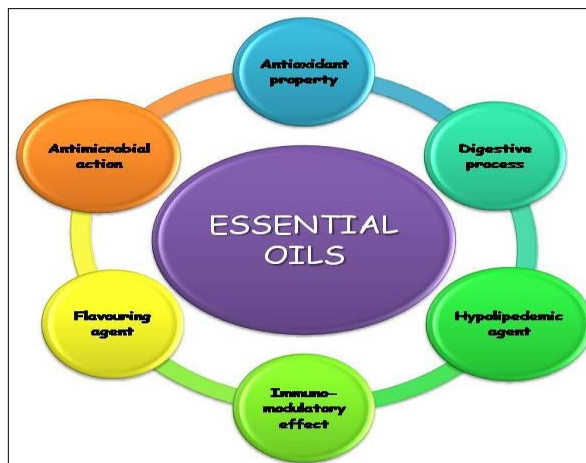 Antioxidant
property
Digestive
process
Hypolipedemic
agent
Immuno-
modulatory
effect
Flavouring
agent
Antimicrobial
action
ESSENTIAL
OILS